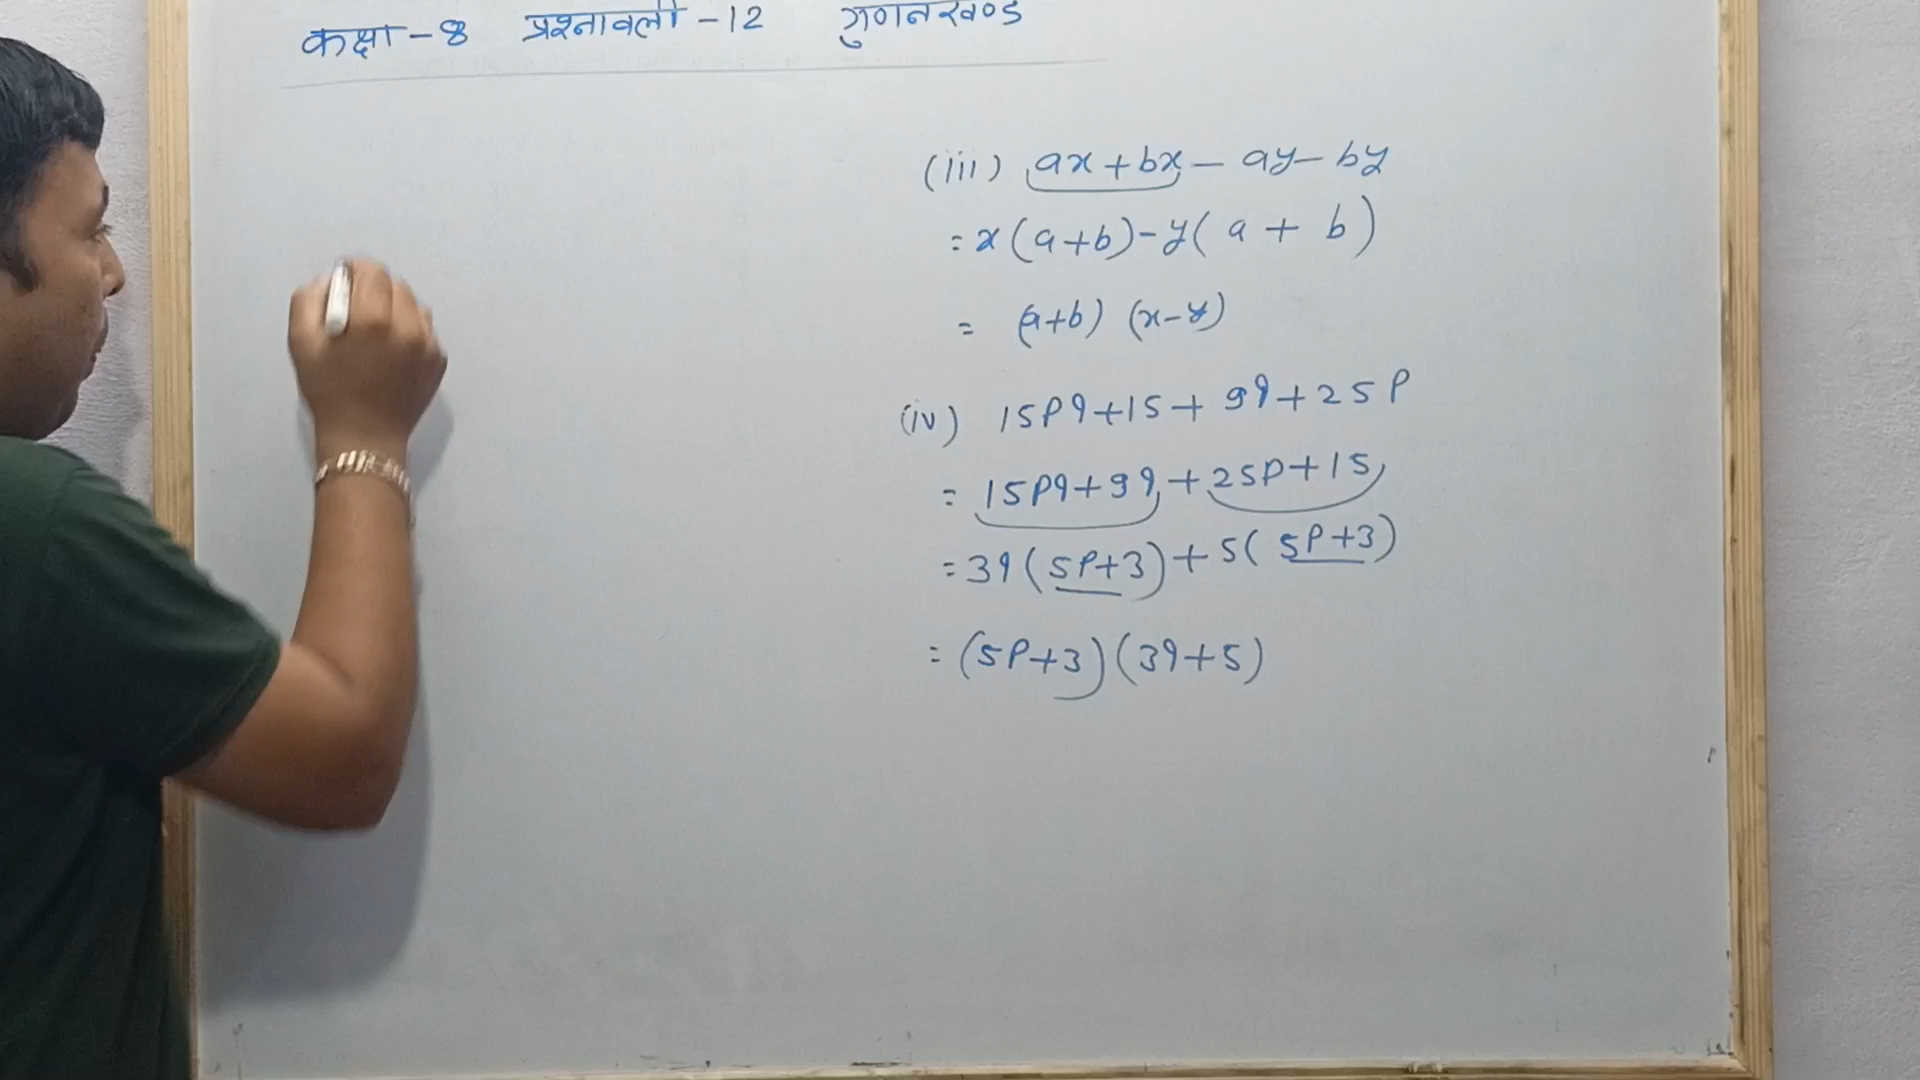 कक्षा - 8 प्रश्नावली - 12 गुणनखण्ड
(iii) ax + bx - ay - by
= x(a+b) - y(a + b)
= (a+b) (x-y)
(iv) 15pq + 15 + 9q + 25p
= 15pq + 9q + 25p + 15
= 3q(5p+3) + 5(5p+3)
= (5p+3)(3q+5)